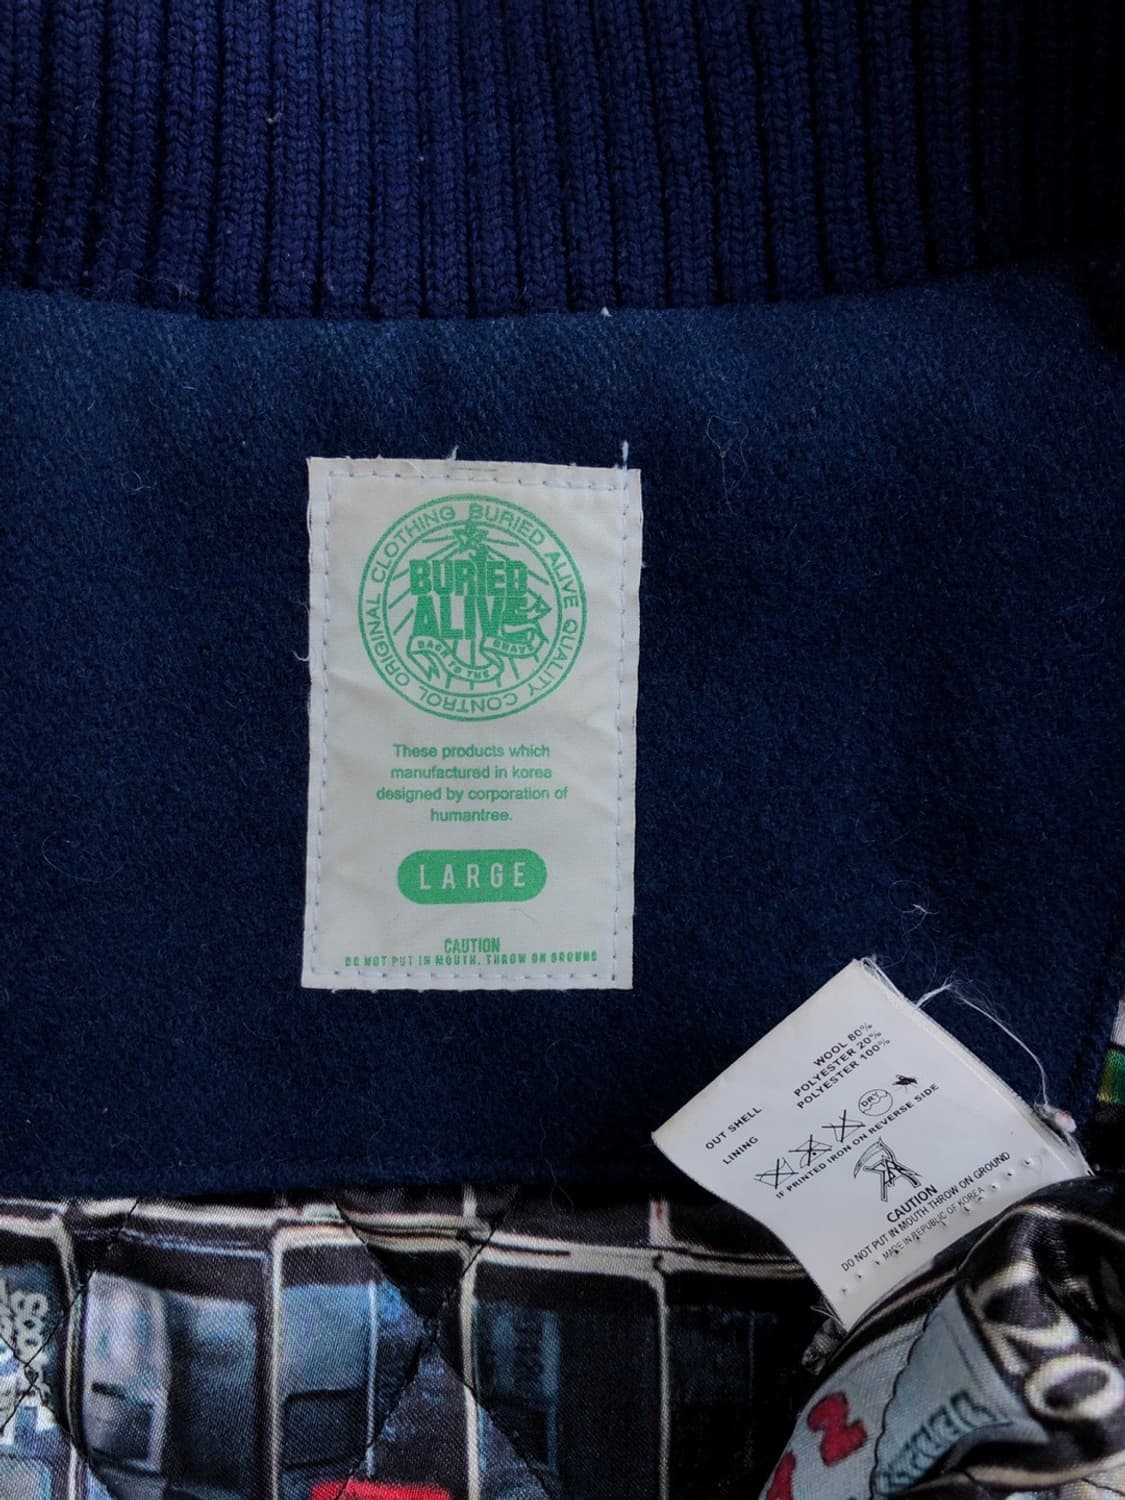 ORIGINAL CLOTHING BURIED ALIVE QUALITY CONTROL
BURIED
ALIVE
BACK TO THE GRAVE
These products which
manufactured in korea
designed by corporation of
humantree.
LARGE
CAUTION
DO NOT PUT IN MOUTH, THROW ON GROUND
OUT SHELL WOOL 80%
POLYESTER 20%
LINING POLYESTER 100%
DRY
IF PRINTED IRON ON REVERSE SIDE
CAUTION
DO NOT PUT IN MOUTH THROW ON GROUND
MADE IN REPUBLIC OF KOREA